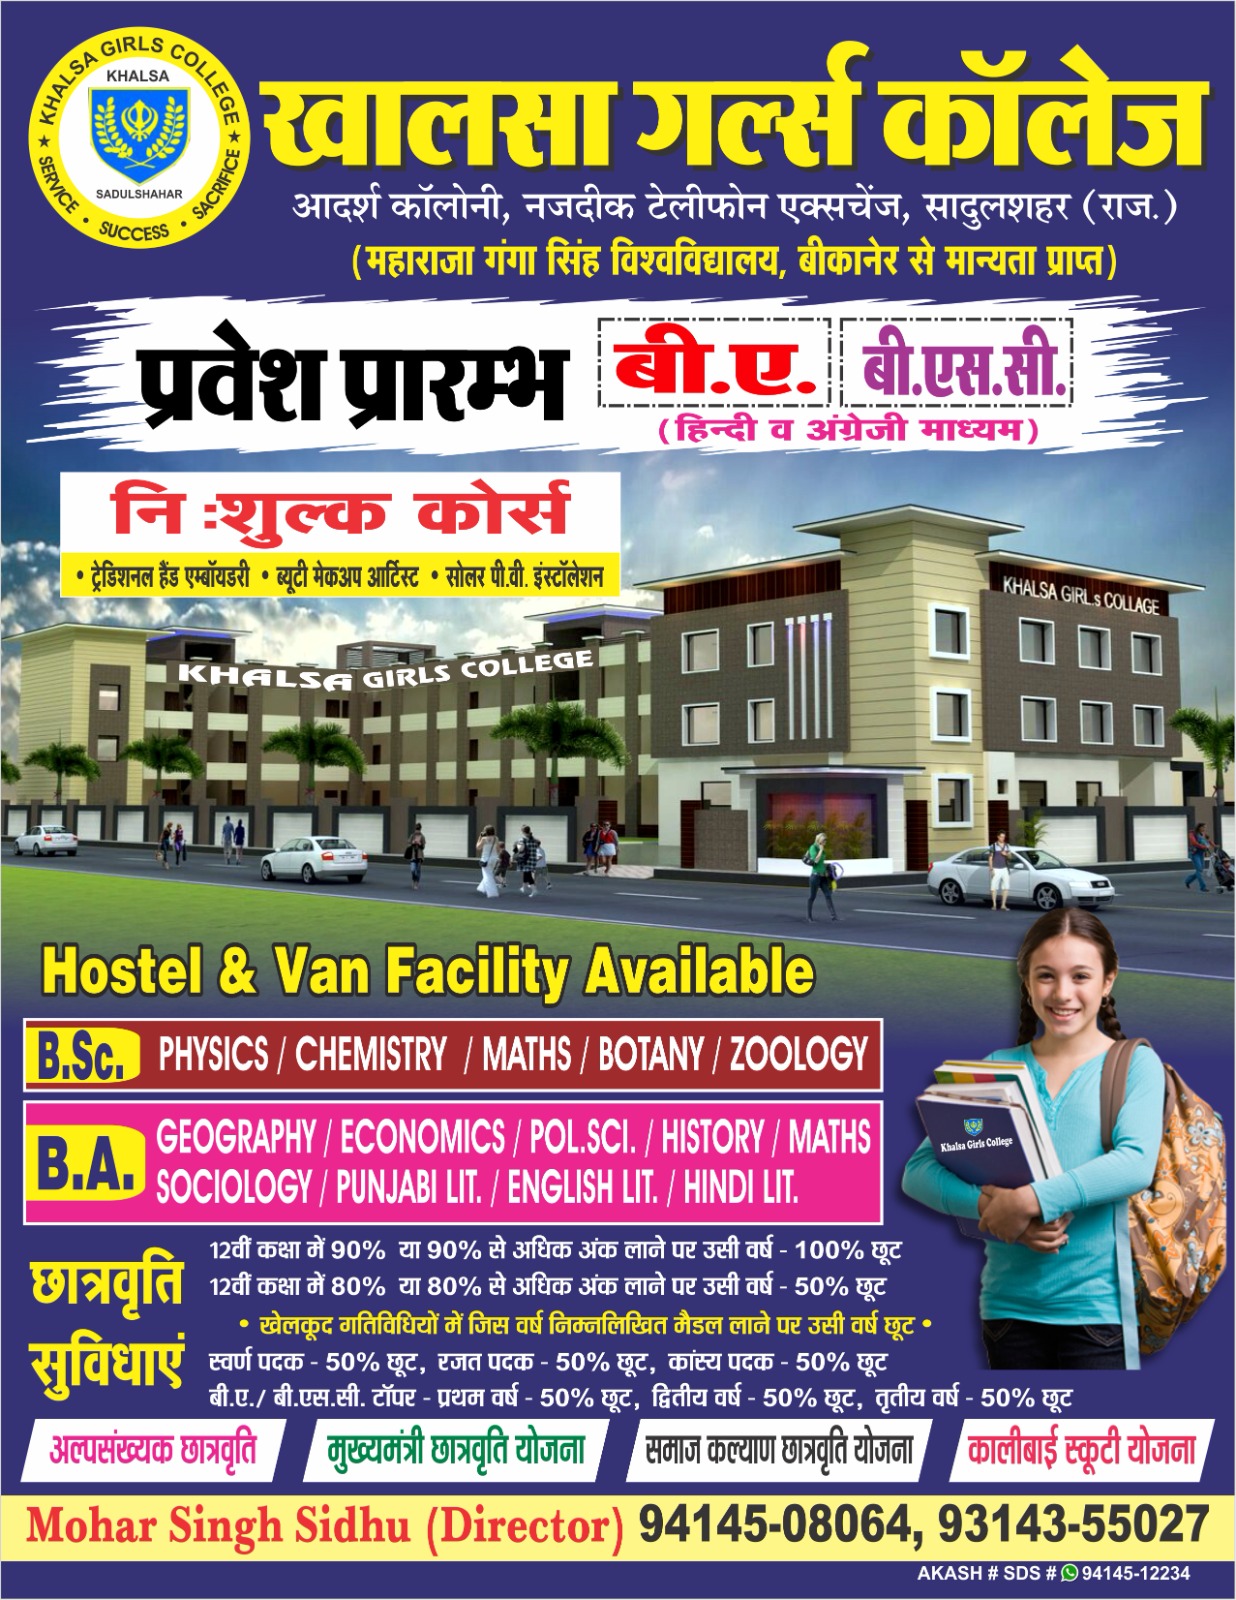 KHALSA GIRLS COLLEGE
KHALSA
SADULSHAHAR
★ SERVICE • SUCCESS • SACRIFICE ★
खालसा गर्ल्स कॉलेज
आदर्श कॉलोनी, नजदीक टेलीफोन एक्सचेंज, सादुलशहर (राज.)
(महाराजा गंगा सिंह विश्वविद्यालय, बीकानेर से मान्यता प्राप्त)
प्रवेश प्रारम्भ बी.ए. बी.एस.सी.
(हिन्दी व अंग्रेजी माध्यम)
नि :शुल्क कोर्स
• ट्रेडिशनल हैंड एम्बॉयडरी • ब्यूटी मेकअप आर्टिस्ट • सोलर पी.वी. इंस्टॉलेशन
KHALSA GIRL.s COLLAGE
KHALSA GIRLS COLLEGE
Hostel & Van Facility Available
B.Sc. PHYSICS / CHEMISTRY / MATHS / BOTANY / ZOOLOGY
B.A. GEOGRAPHY / ECONOMICS / POL.SCI. / HISTORY / MATHS
SOCIOLOGY / PUNJABI LIT. / ENGLISH LIT. / HINDI LIT.
Khalsa Girls College
छात्रवृति
सुविधाएं
12वीं कक्षा में 90% या 90% से अधिक अंक लाने पर उसी वर्ष - 100% छूट
12वीं कक्षा में 80% या 80% से अधिक अंक लाने पर उसी वर्ष - 50% छूट
• खेलकूद गतिविधियों में जिस वर्ष निम्नलिखित मैडल लाने पर उसी वर्ष छूट •
स्वर्ण पदक - 50% छूट, रजत पदक - 50% छूट, कांस्य पदक - 50% छूट
बी.ए./ बी.एस.सी. टॉपर - प्रथम वर्ष - 50% छूट, द्वितीय वर्ष - 50% छूट, तृतीय वर्ष - 50% छूट
अल्पसंख्यक छात्रवृति मुख्यमंत्री छात्रवृति योजना समाज कल्याण छात्रवृति योजना कालीबाई स्कूटी योजना
Mohar Singh Sidhu (Director) 94145-08064, 93143-55027
AKASH # SDS # 94145-12234